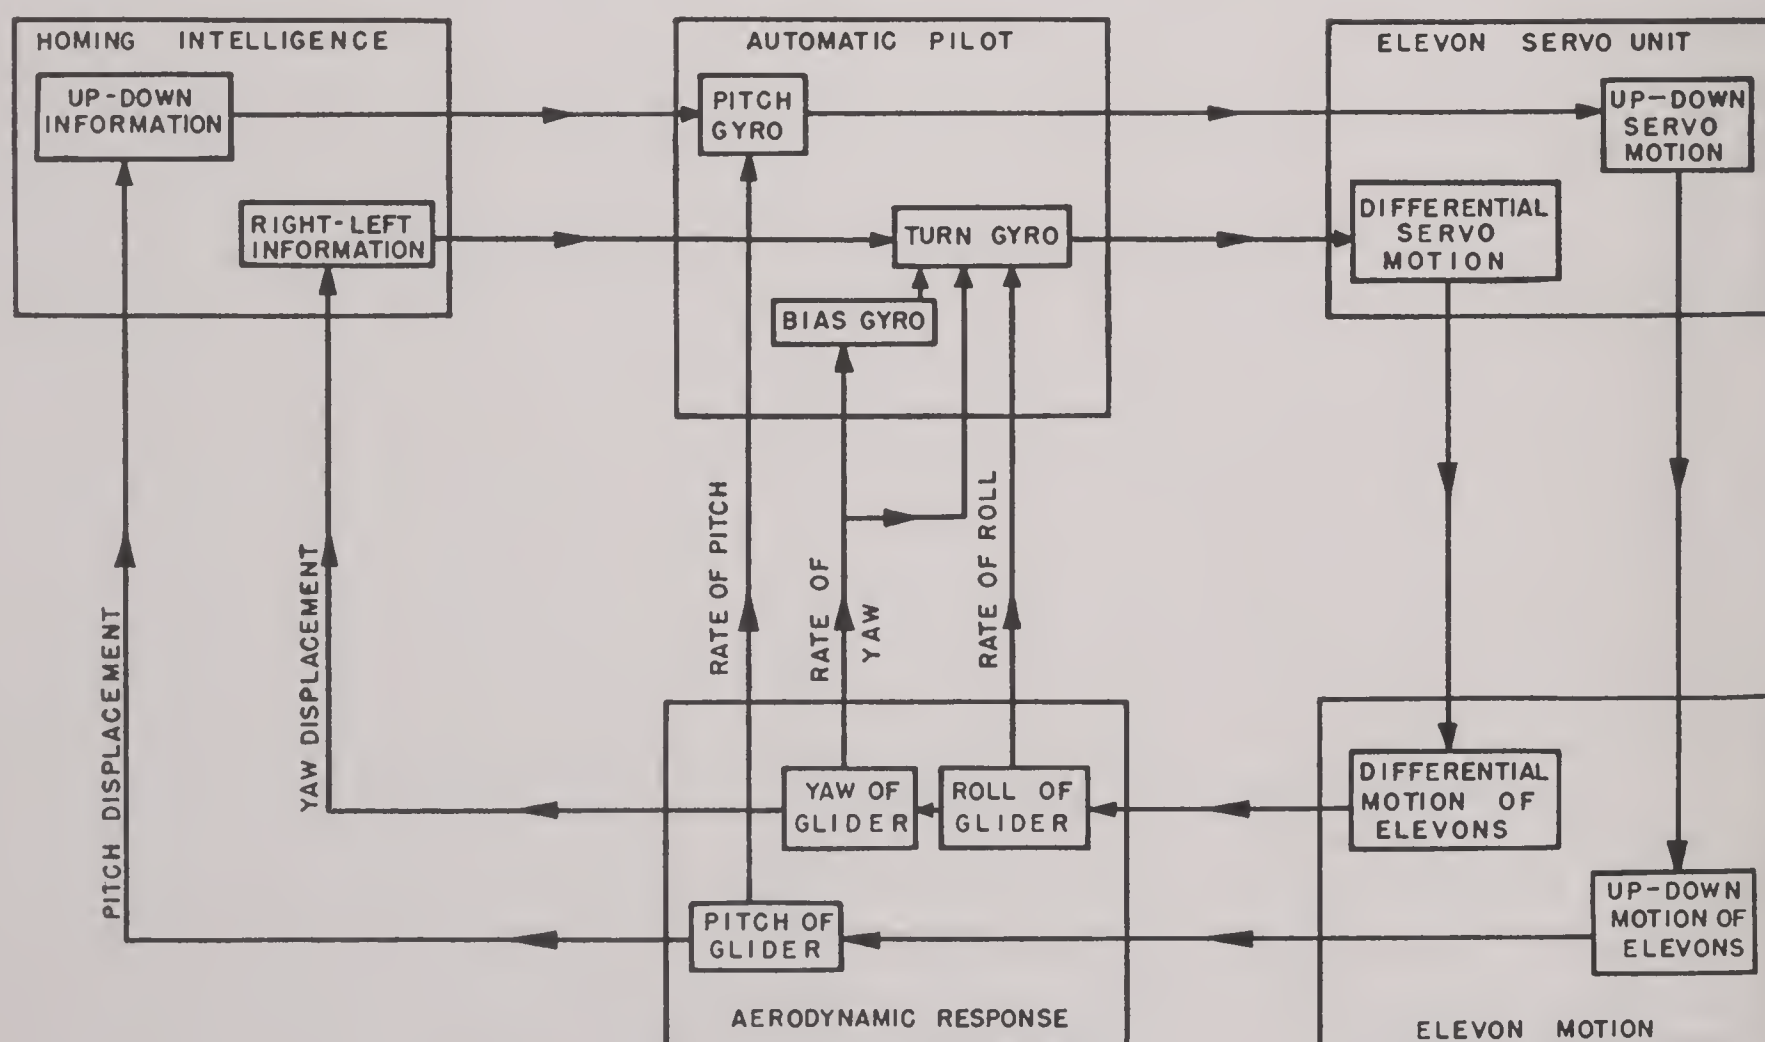 HOMING INTELLIGENCE
UP-DOWN
INFORMATION
RIGHT-LEFT
INFORMATION
AUTOMATIC PILOT
PITCH
GYRO
TURN GYRO
BIAS GYRO
ELEVON SERVO UNIT
UP-DOWN
SERVO
MOTION
DIFFERENTIAL
SERVO
MOTION
PITCH DISPLACEMENT
YAW DISPLACEMENT
RATE OF PITCH
RATE OF
YAW
RATE OF ROLL
YAW OF
GLIDER
ROLL OF
GLIDER
PITCH OF
GLIDER
AERODYNAMIC RESPONSE
DIFFERENTIAL
MOTION OF
ELEVONS
UP-DOWN
MOTION OF
ELEVONS
ELEVON MOTION